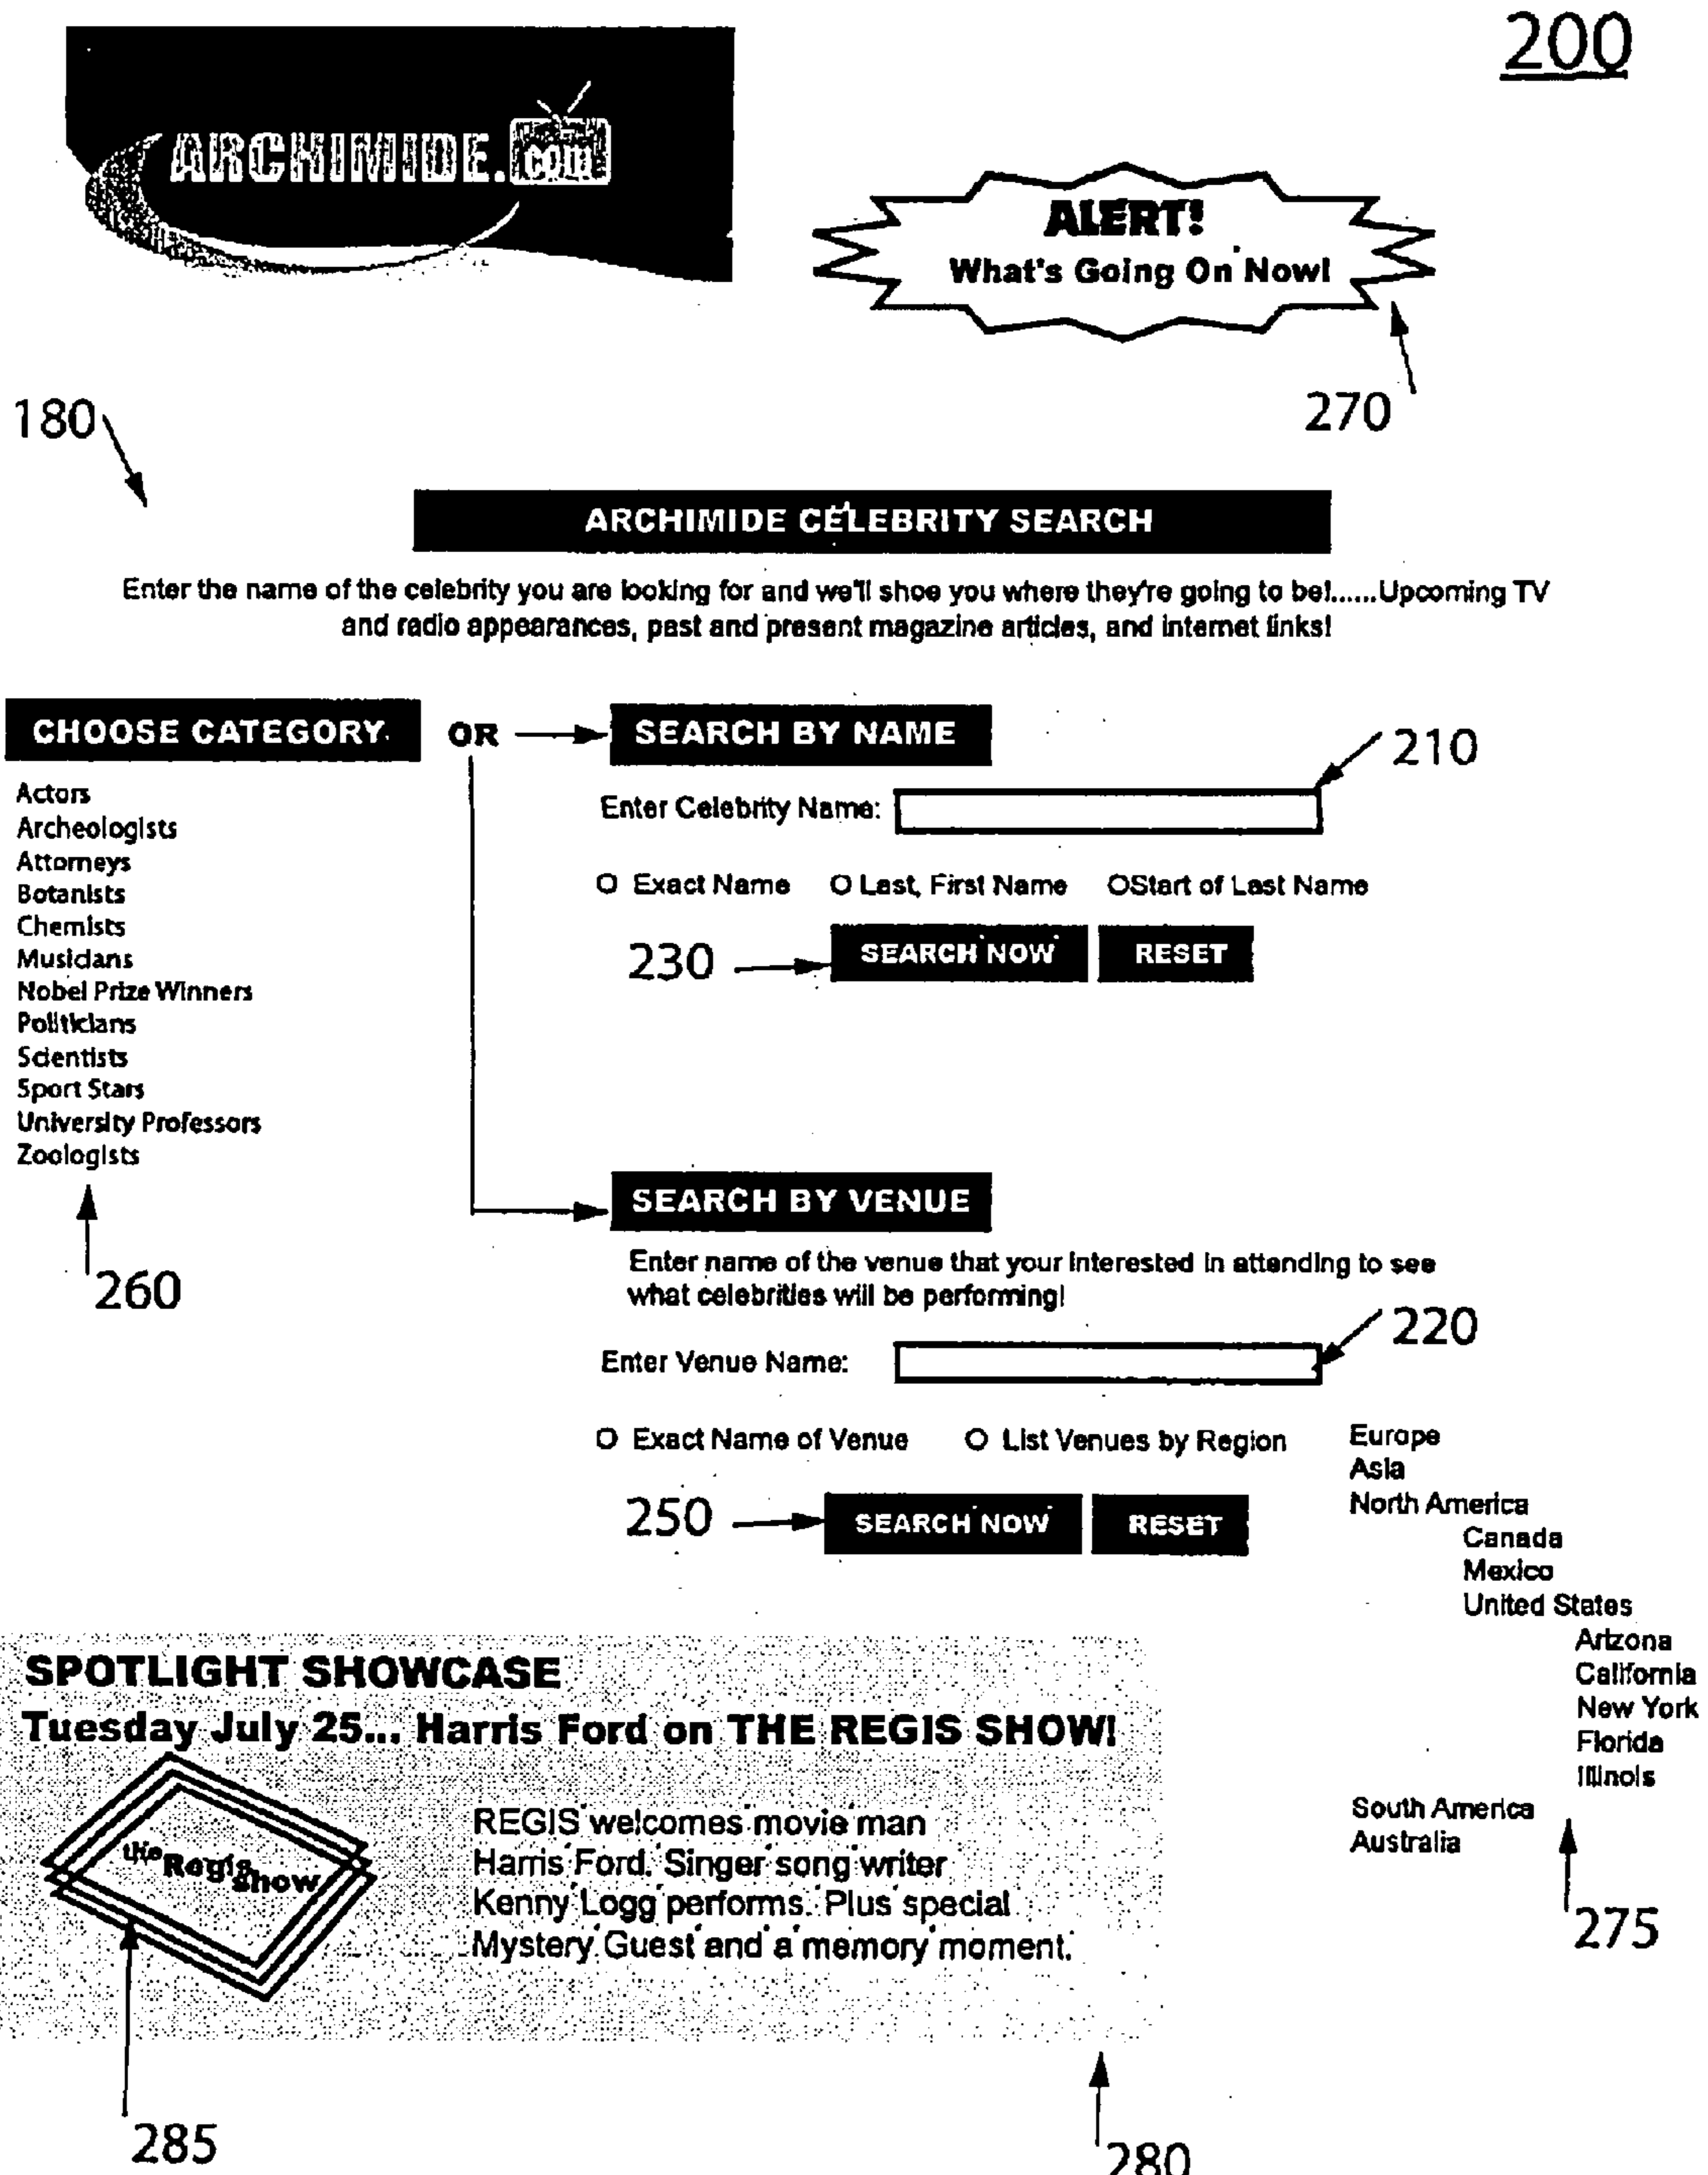 200
ARCHIMIDE.com
ALERT!
What's Going On Now!
270
180
ARCHIMIDE CELEBRITY SEARCH
Enter the name of the celebrity you are looking for and we'll shoe you where they're going to be!......Upcoming TV
and radio appearances, past and present magazine articles, and internet links!
CHOOSE CATEGORY
OR
SEARCH BY NAME
210
Actors
Archeologists
Attorneys
Botanists
Chemists
Musicians
Nobel Prize Winners
Politicians
Scientists
Sport Stars
University Professors
Zoologists
260
Enter Celebrity Name:
Exact Name
Last, First Name
Start of Last Name
230
SEARCH NOW
RESET
SEARCH BY VENUE
Enter name of the venue that your interested in attending to see
what celebrities will be performing!
220
Enter Venue Name:
Exact Name of Venue
List Venues by Region
250
SEARCH NOW
RESET
Europe
Asia
North America
Canada
Mexico
United States
Arizona
California
New York
Florida
Illinois
South America
Australia
275
SPOTLIGHT SHOWCASE
Tuesday July 25... Harris Ford on THE REGIS SHOW!
the Regis show
REGIS welcomes movie man
Harris Ford. Singer song writer
Kenny Logg performs. Plus special
Mystery Guest and a memory moment.
285
280